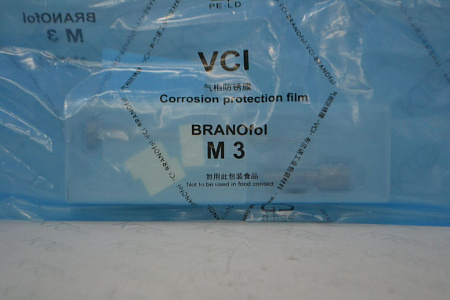 PE-LD
BRANOfol
M 3
VCI
气相防锈膜
Corrosion protection film
BRANOfol
M 3
勿用此包装食品
Not to be used in food contact